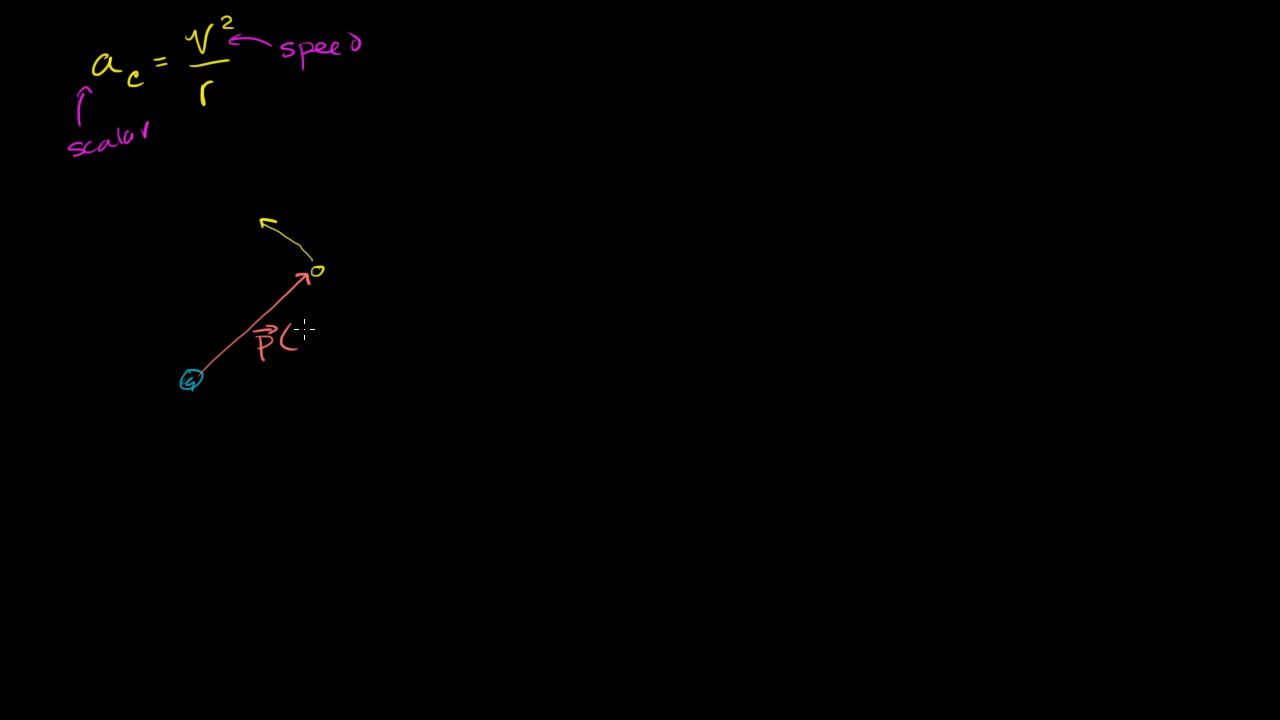 a_c = v²/r ← speed
↑
scalar
p⃗(